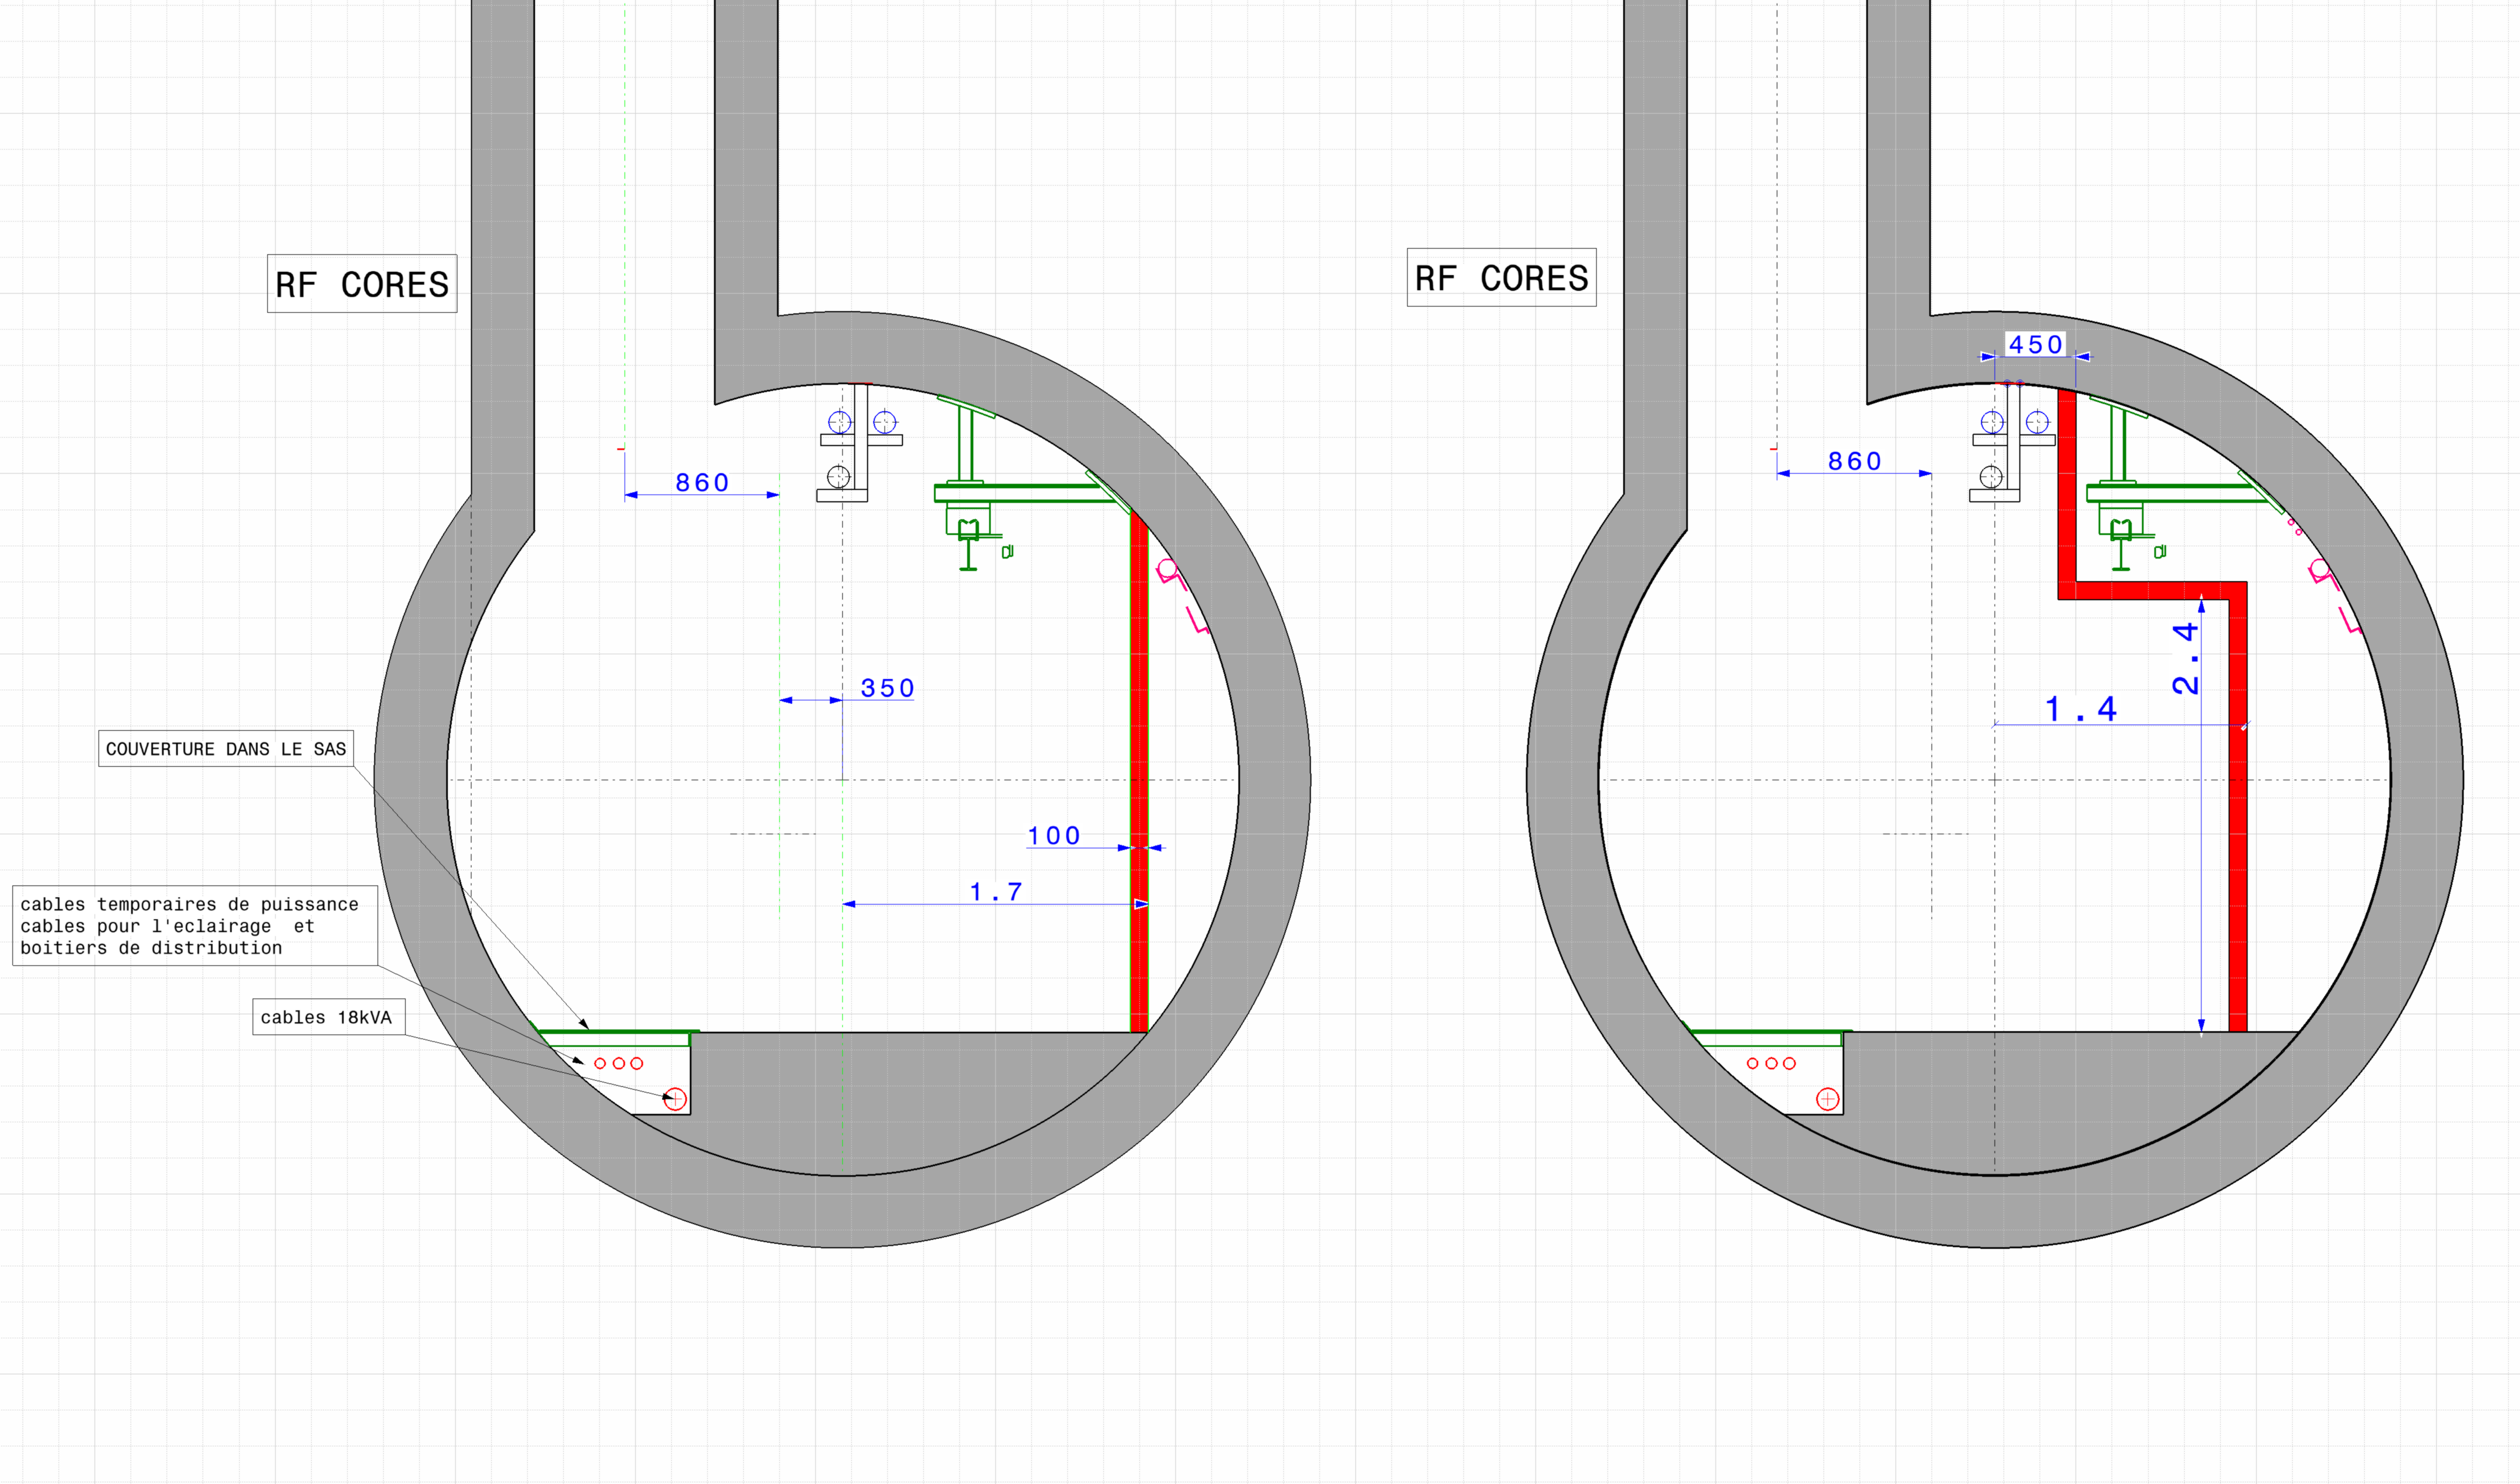 RF CORES
860
350
COUVERTURE DANS LE SAS
100
1.7
cables temporaires de puissance
cables pour l'eclairage et
boitiers de distribution
cables 18kVA
RF CORES
450
860
2.4
1.4